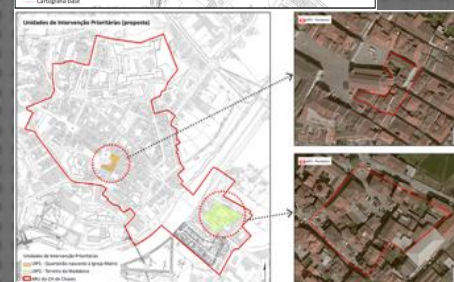 Cartografia Base
Unidades de Intervenção Prioritárias (proposta)
Unidades de Intervenção Prioritárias
UIP1 - Quarteirão nascente à Igreja Matriz
UIP2 - Terreiro da Madalena
ARU do CH de Chaves